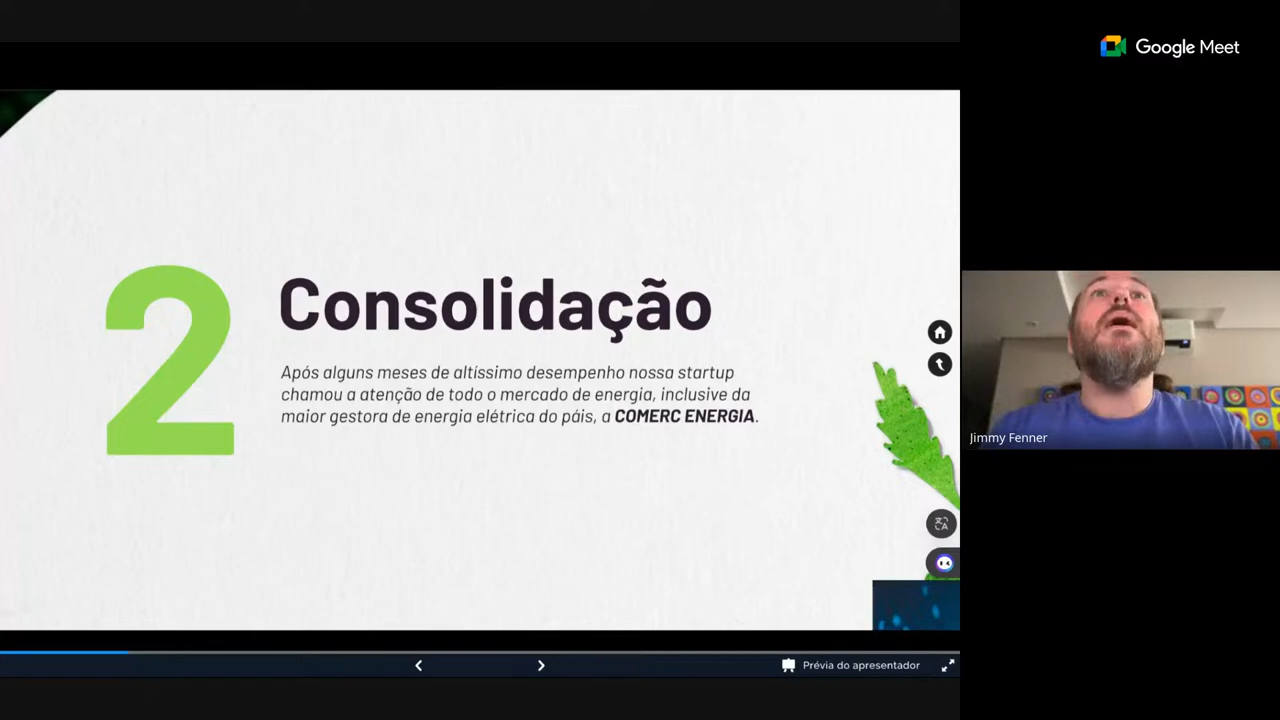 Google Meet
2
Consolidação
Após alguns meses de altíssimo desempenho nossa startup
chamou a atenção de todo o mercado de energia, inclusive da
maior gestora de energia elétrica do páis, a COMERC ENERGIA.
Jimmy Fenner
Prévia do apresentador